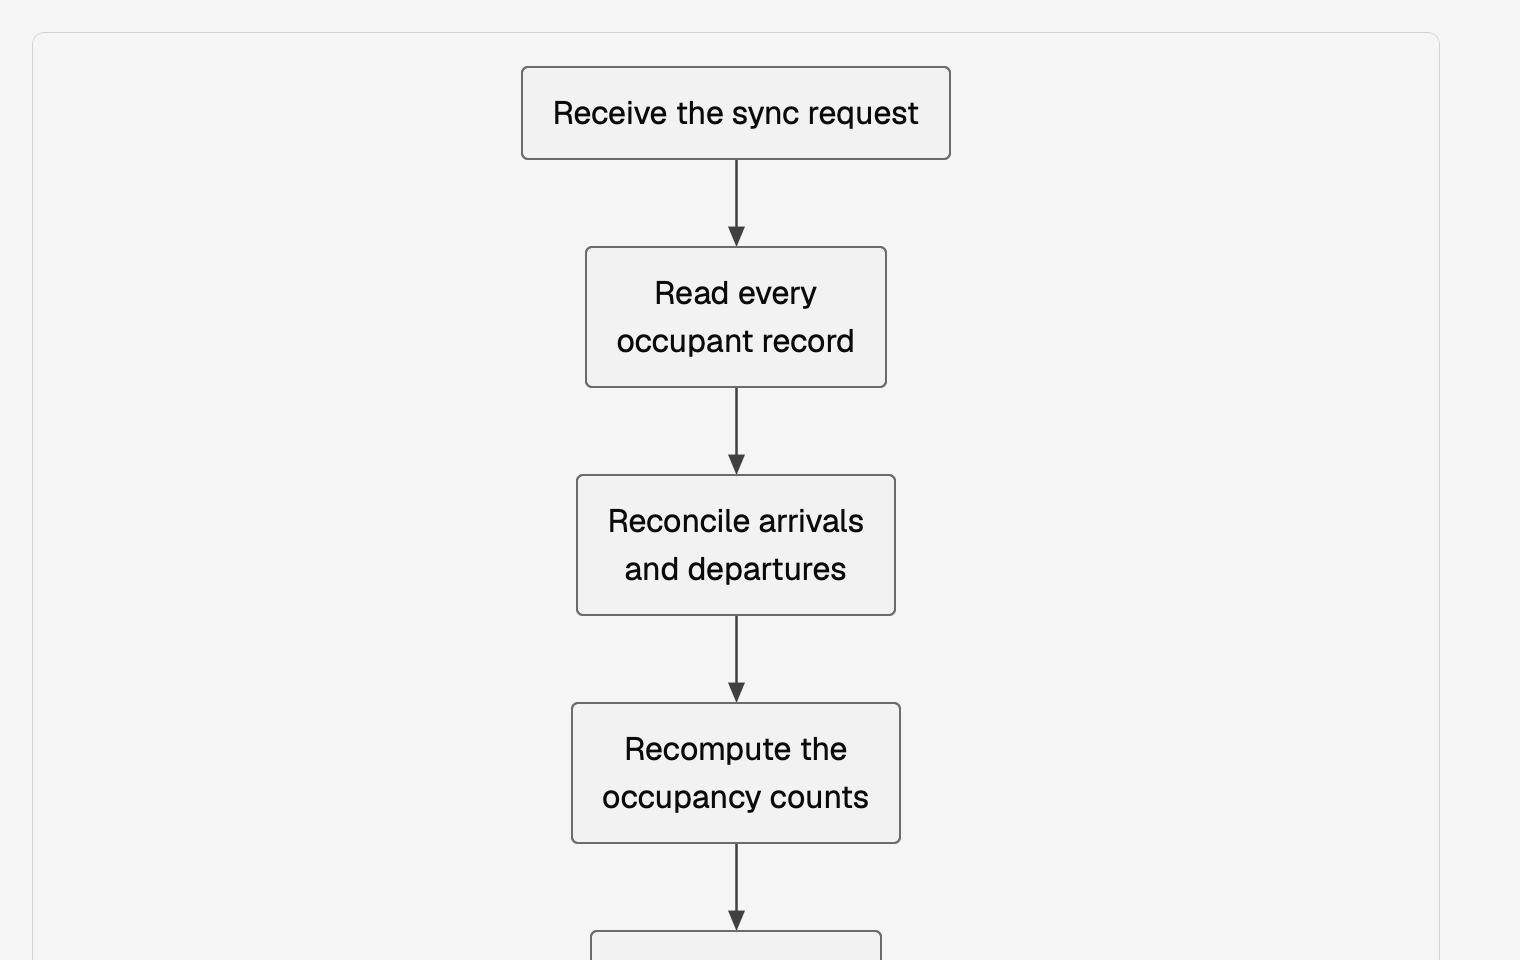 Receive the sync request
Read every
occupant record
Reconcile arrivals
and departures
Recompute the
occupancy counts